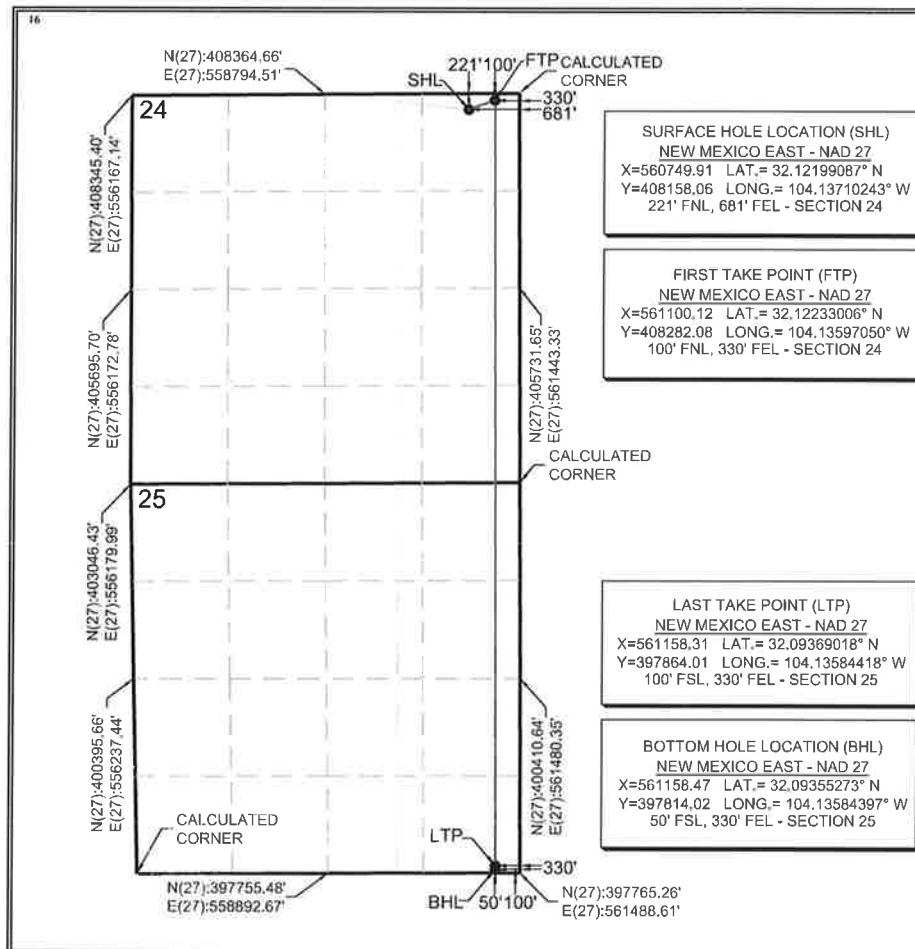 16
N(27):408364.66'
E(27):558794.51'
221'100'
FTP
CALCULATED
CORNER
SHL
330'
681'
24
N(27):408345.40'
E(27):556167.14'
SURFACE HOLE LOCATION (SHL)
NEW MEXICO EAST - NAD 27
X=560749.91 LAT.= 32.12199087° N
Y=408158.06 LONG.= 104.13710243° W
221' FNL, 681' FEL - SECTION 24
FIRST TAKE POINT (FTP)
NEW MEXICO EAST - NAD 27
X=561100.12 LAT.= 32.12233006° N
Y=408282.08 LONG.= 104.13597050° W
100' FNL, 330' FEL - SECTION 24
N(27):405695.70'
E(27):556172.78'
N(27):405731.65'
E(27):561443.33'
CALCULATED
CORNER
25
N(27):403046.43'
E(27):556179.99'
LAST TAKE POINT (LTP)
NEW MEXICO EAST - NAD 27
X=561158.31 LAT.= 32.09369018° N
Y=397864.01 LONG.= 104.13584418° W
100' FSL, 330' FEL - SECTION 25
N(27):400395.66'
E(27):556237.44'
N(27):400410.64'
E(27):561480.35'
BOTTOM HOLE LOCATION (BHL)
NEW MEXICO EAST - NAD 27
X=561158.47 LAT.= 32.09355273° N
Y=397814.02 LONG.= 104.13584397° W
50' FSL, 330' FEL - SECTION 25
CALCULATED
CORNER
LTP
330'
N(27):397755.48'
E(27):558892.67'
BHL
50'100'
N(27):397765.26'
E(27):561488.61'